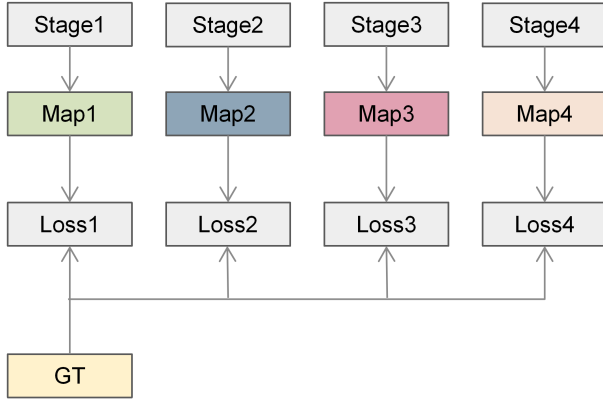 Stage1
Stage2
Stage3
Stage4
Map1
Map2
Map3
Map4
Loss1
Loss2
Loss3
Loss4
GT